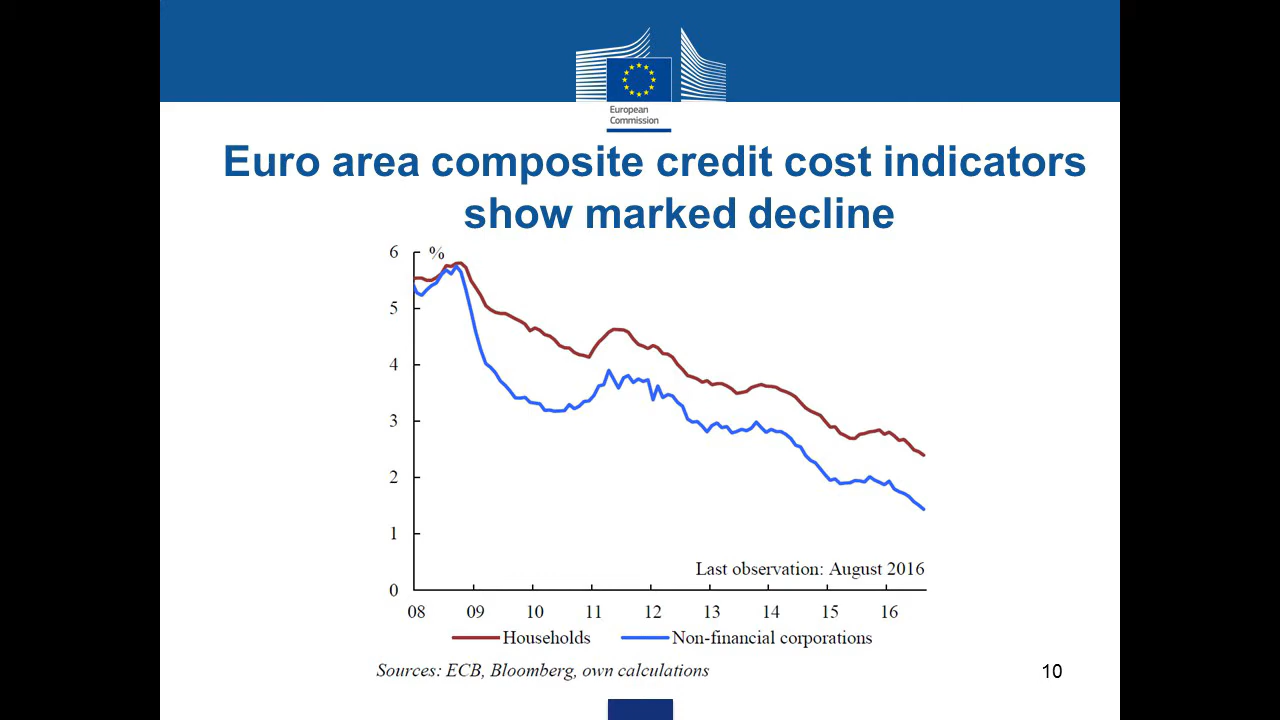 European
Commission
Euro area composite credit cost indicators
show marked decline
6
%
5
4
3
2
1
0
Last observation: August 2016
08 09 10 11 12 13 14 15 16
Households Non-financial corporations
Sources: ECB, Bloomberg, own calculations
10